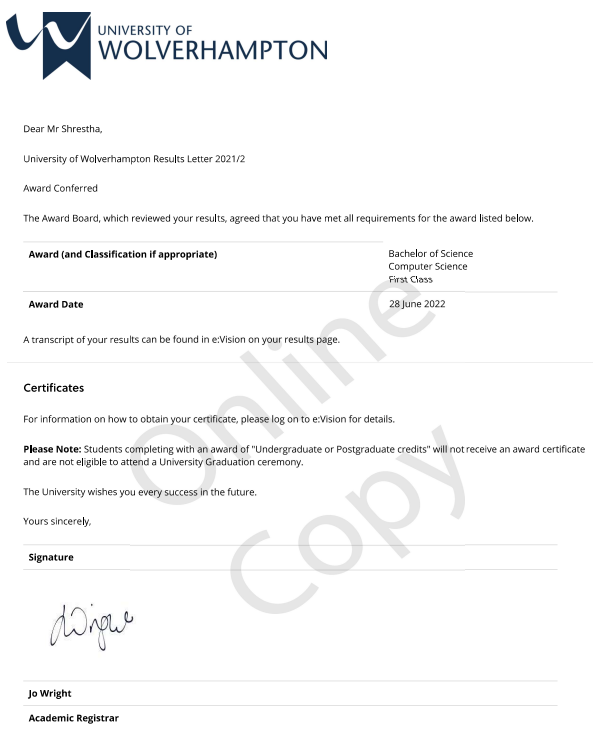 UNIVERSITY OF
WOLVERHAMPTON
Dear Mr Shrestha,
University of Wolverhampton Results Letter 2021/2
Award Conferred
The Award Board, which reviewed your results, agreed that you have met all requirements for the award listed below.
Award (and Classification if appropriate)
Bachelor of Science
Computer Science
First Class
Award Date
28 June 2022
A transcript of your results can be found in e:Vision on your results page.
Certificates
For information on how to obtain your certificate, please log on to e:Vision for details.
Please Note: Students completing with an award of "Undergraduate or Postgraduate credits" will not receive an award certificate
and are not eligible to attend a University Graduation ceremony.
The University wishes you every success in the future.
Yours sincerely,
Signature
Jo Wright
Academic Registrar
Online
Copy